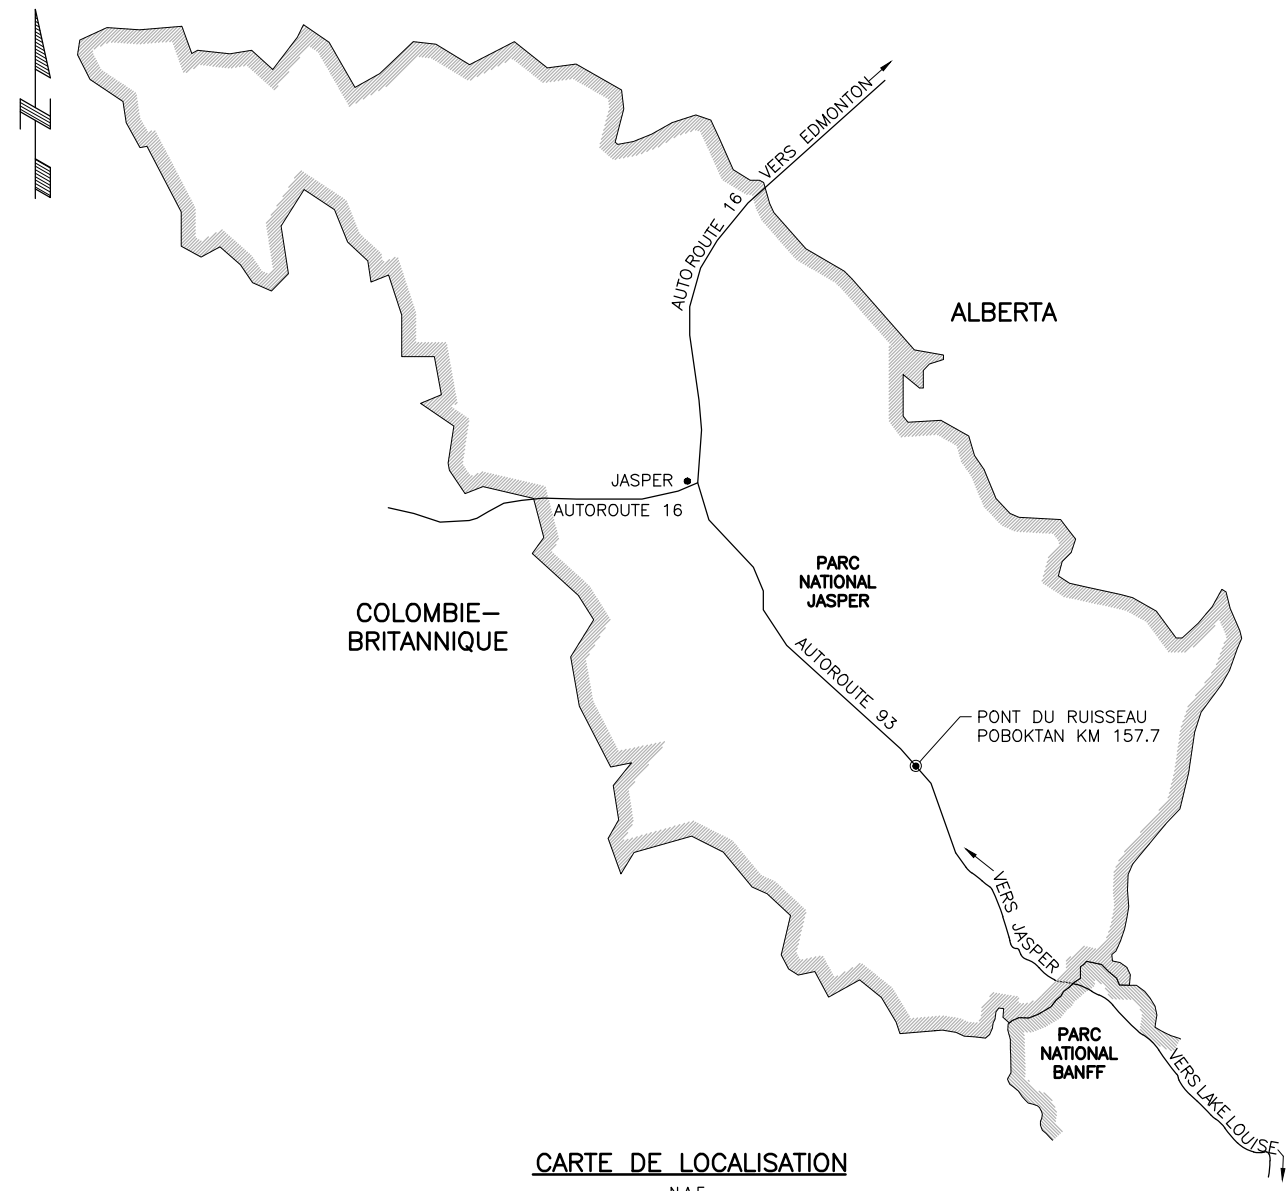 VERS EDMONTON
AUTOROUTE 16
ALBERTA
JASPER
AUTOROUTE 16
PARC
NATIONAL
JASPER
COLOMBIE-
BRITANNIQUE
AUTOROUTE 93
PONT DU RUISSEAU
POBOKTAN KM 157.7
VERS JASPER
PARC
NATIONAL
BANFF
VERS LAKE LOUISE
CARTE DE LOCALISATION